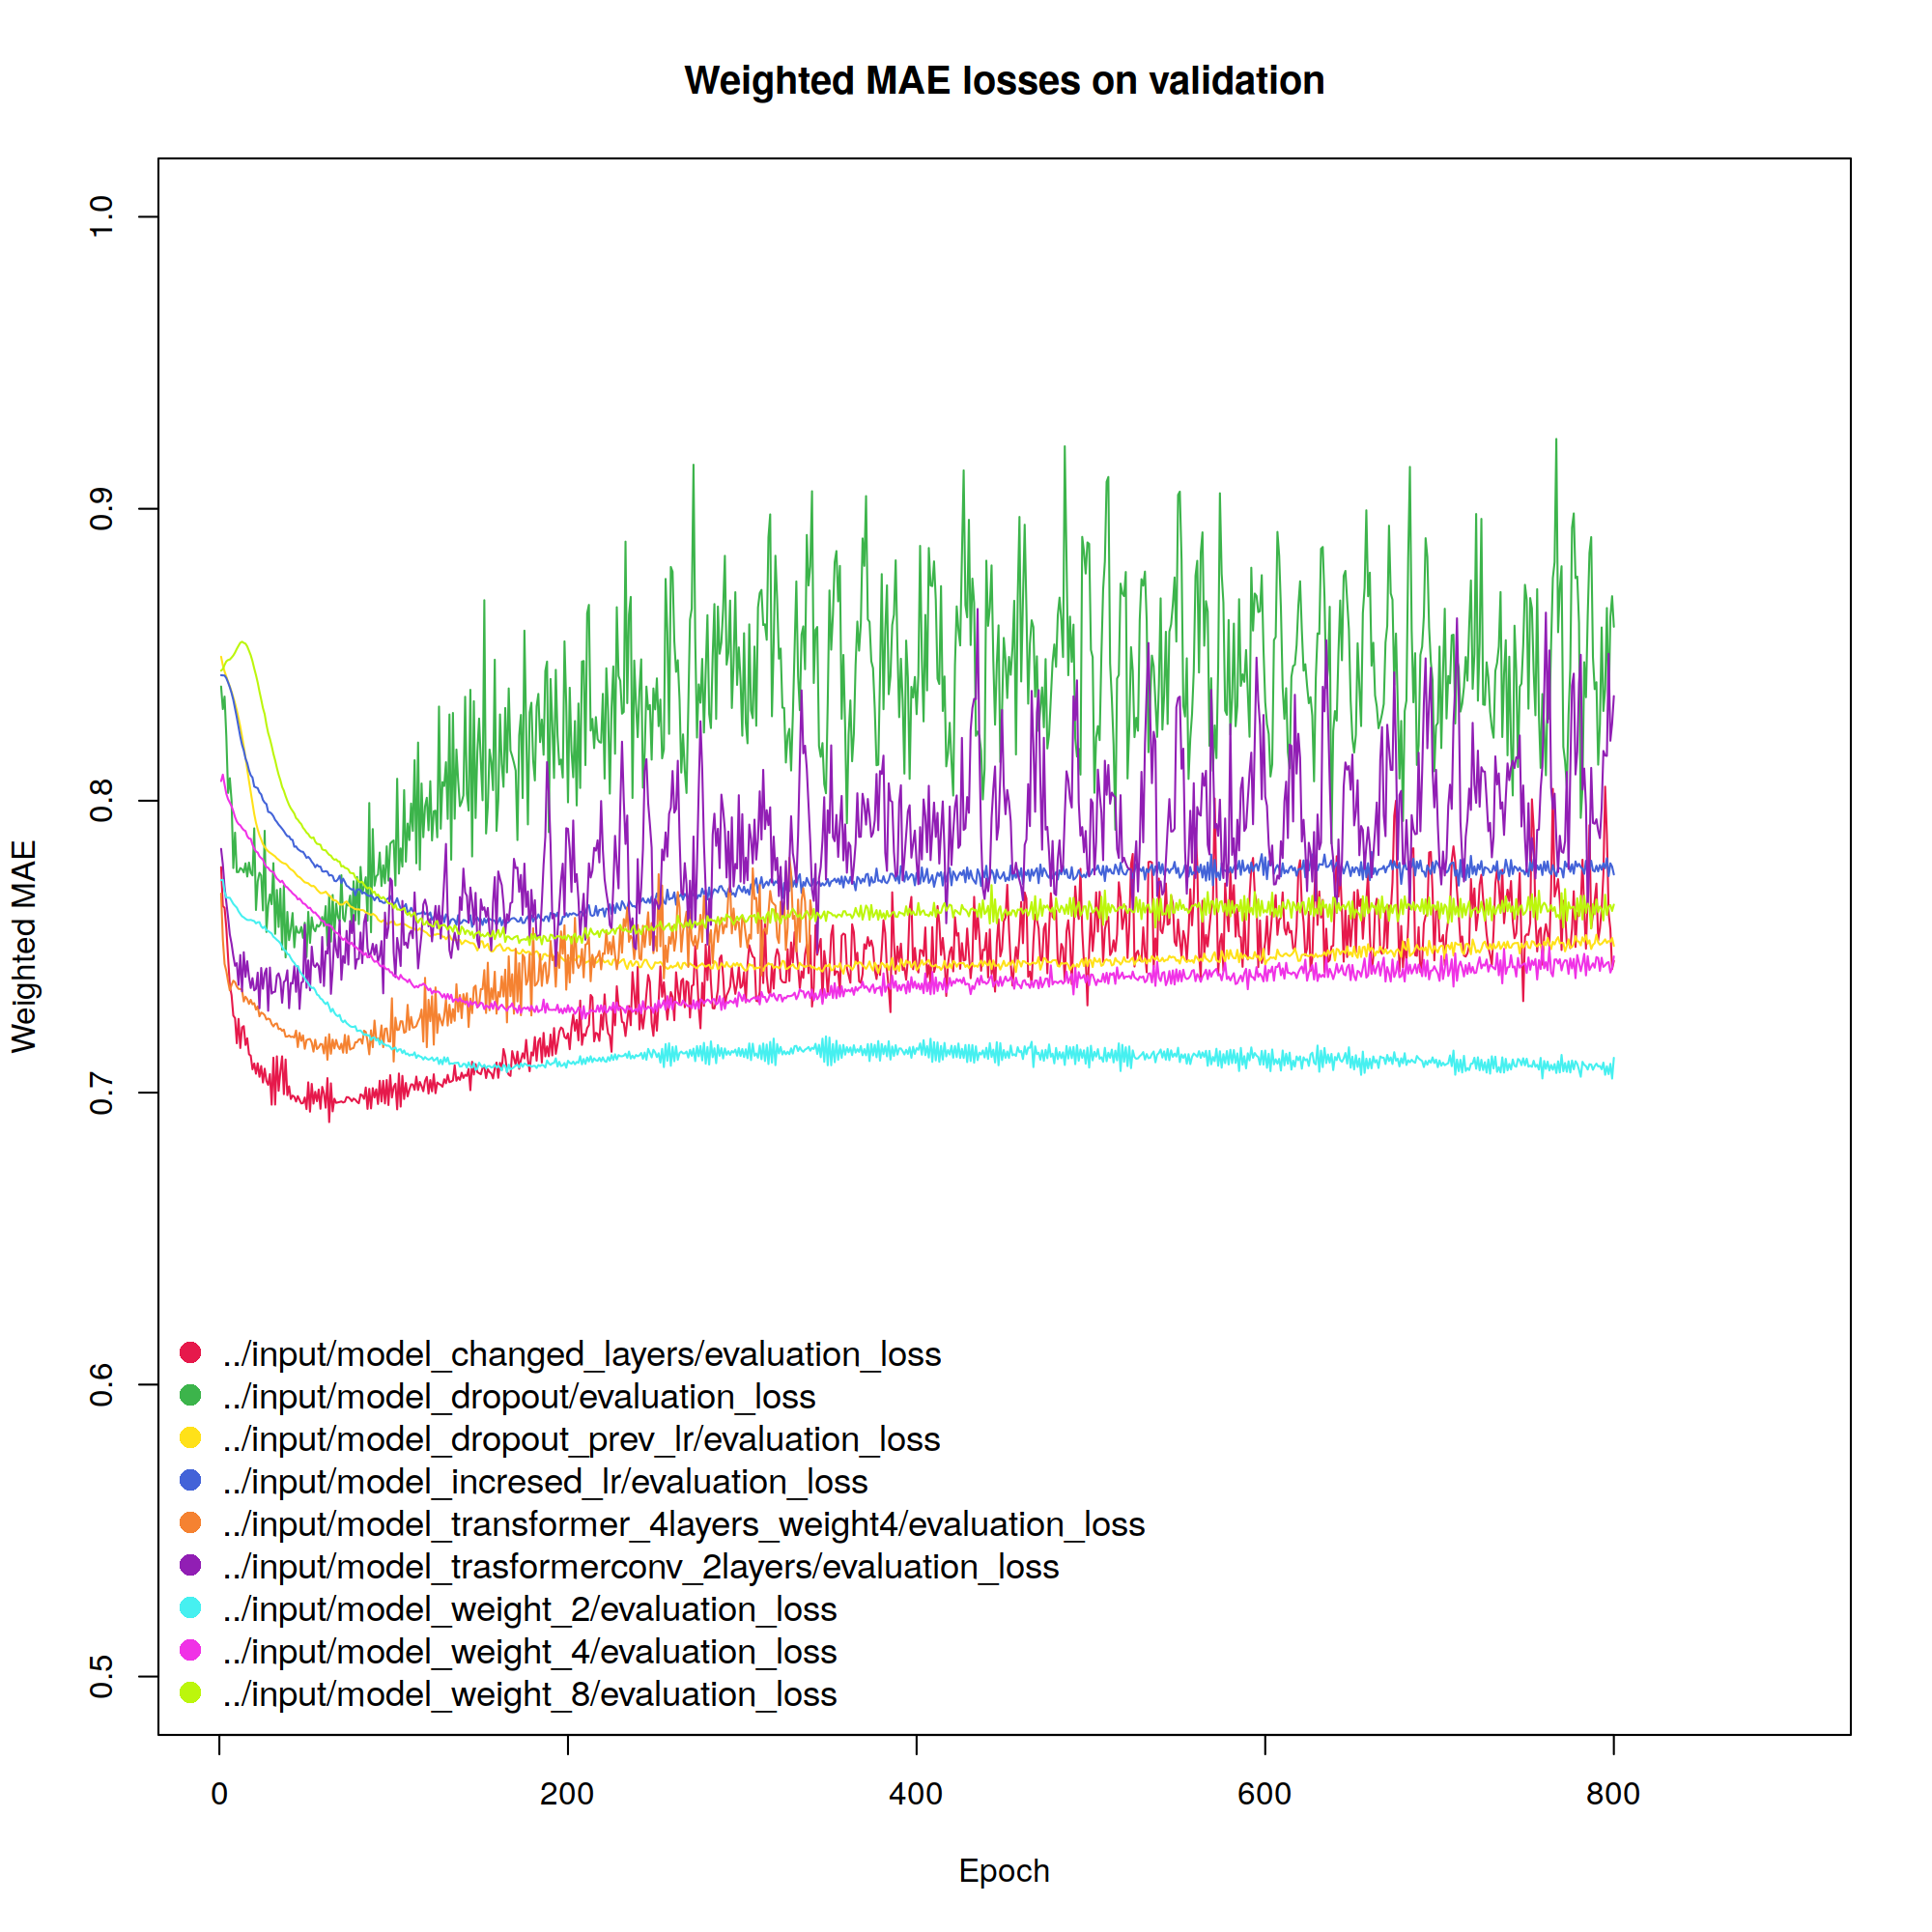 Weighted MAE losses on validation
Weighted MAE
1.0
0.9
0.8
0.7
0.6
0.5
../input/model_changed_layers/evaluation_loss
../input/model_dropout/evaluation_loss
../input/model_dropout_prev_lr/evaluation_loss
../input/model_incresed_lr/evaluation_loss
../input/model_transformer_4layers_weight4/evaluation_loss
../input/model_trasformerconv_2layers/evaluation_loss
../input/model_weight_2/evaluation_loss
../input/model_weight_4/evaluation_loss
../input/model_weight_8/evaluation_loss
0 200 400 600 800
Epoch